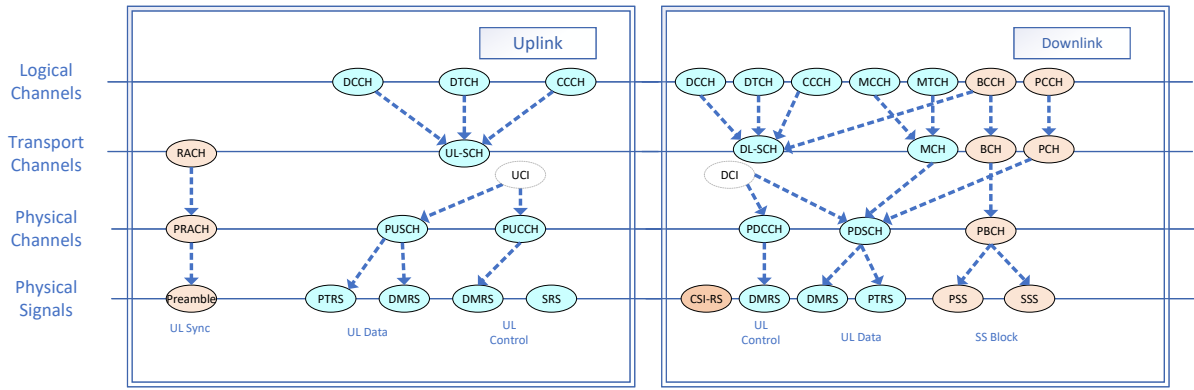 Uplink
Downlink
Logical
Channels
DCCH
DTCH
CCCH
DCCH
DTCH
CCCH
MCCH
MTCH
BCCH
PCCH
Transport
Channels
RACH
UL-SCH
DL-SCH
MCH
BCH
PCH
UCI
DCI
Physical
Channels
PRACH
PUSCH
PUCCH
PDCCH
PDSCH
PBCH
Physical
Signals
Preamble
PTRS
DMRS
DMRS
SRS
CSI-RS
DMRS
DMRS
PTRS
PSS
SSS
UL Sync
UL Data
UL
Control
UL
Control
UL Data
SS Block